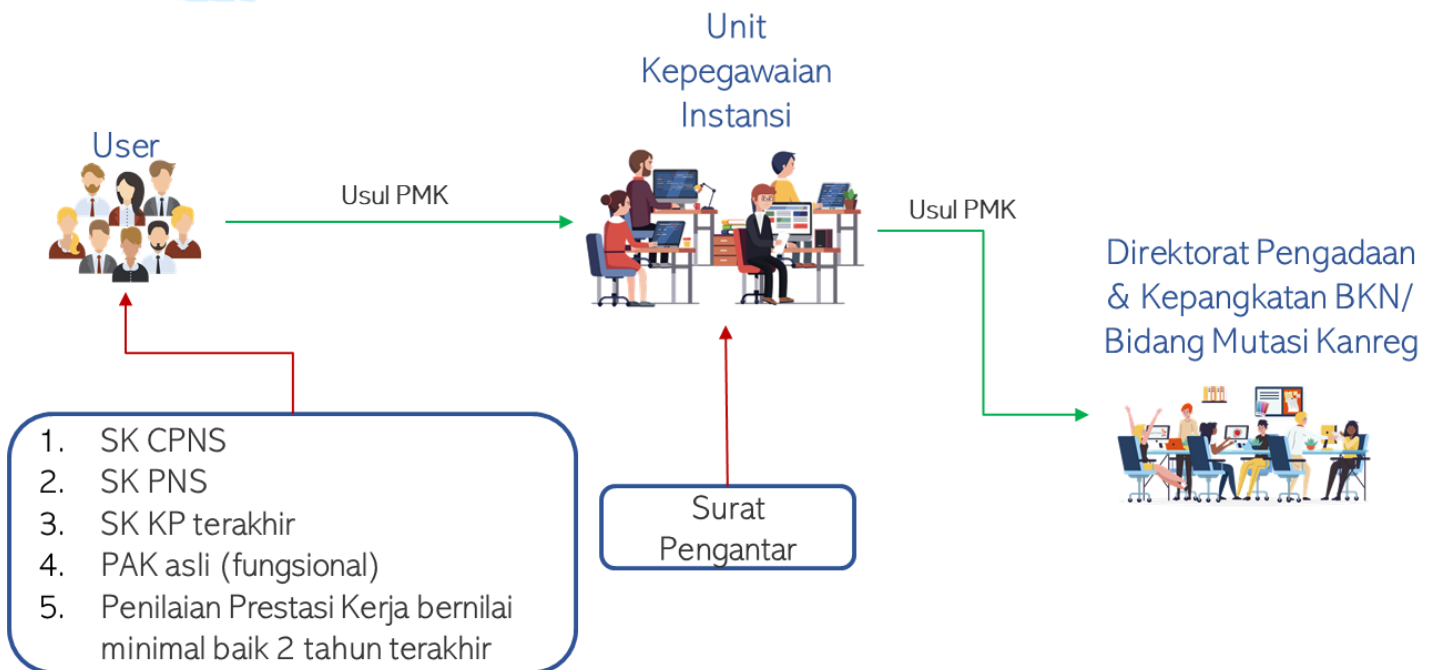 Unit
Kepegawaian
Instansi
User
Usul PMK
Usul PMK
Direktorat Pengadaan
& Kepangkatan BKN/
Bidang Mutasi Kanreg
1. SK CPNS
2. SK PNS
3. SK KP terakhir
4. PAK asli (fungsional)
5. Penilaian Prestasi Kerja bernilai
minimal baik 2 tahun terakhir
Surat
Pengantar